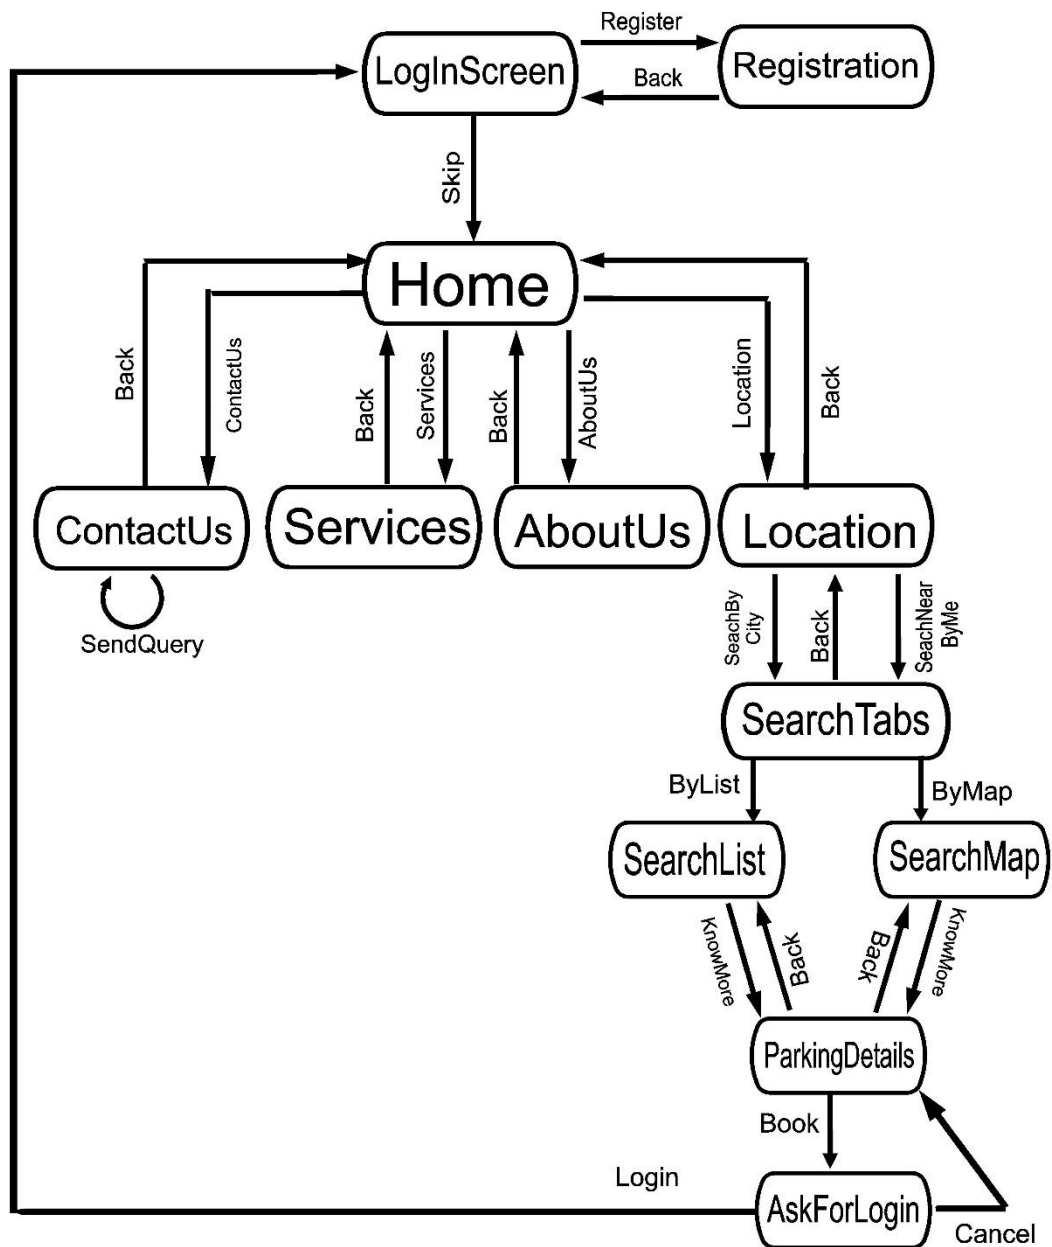 Register
LogInScreen
Registration
Back
Skip
Home
Back
ContactUs
Back
Services
Back
AboutUs
Location
Back
ContactUs
Services
AboutUs
Location
SendQuery
SeachBy
City
Back
SeachNear
ByMe
SearchTabs
ByList
ByMap
SearchList
SearchMap
KnowMore
Back
Back
KnowMore
ParkingDetails
Book
Login
AskForLogin
Cancel